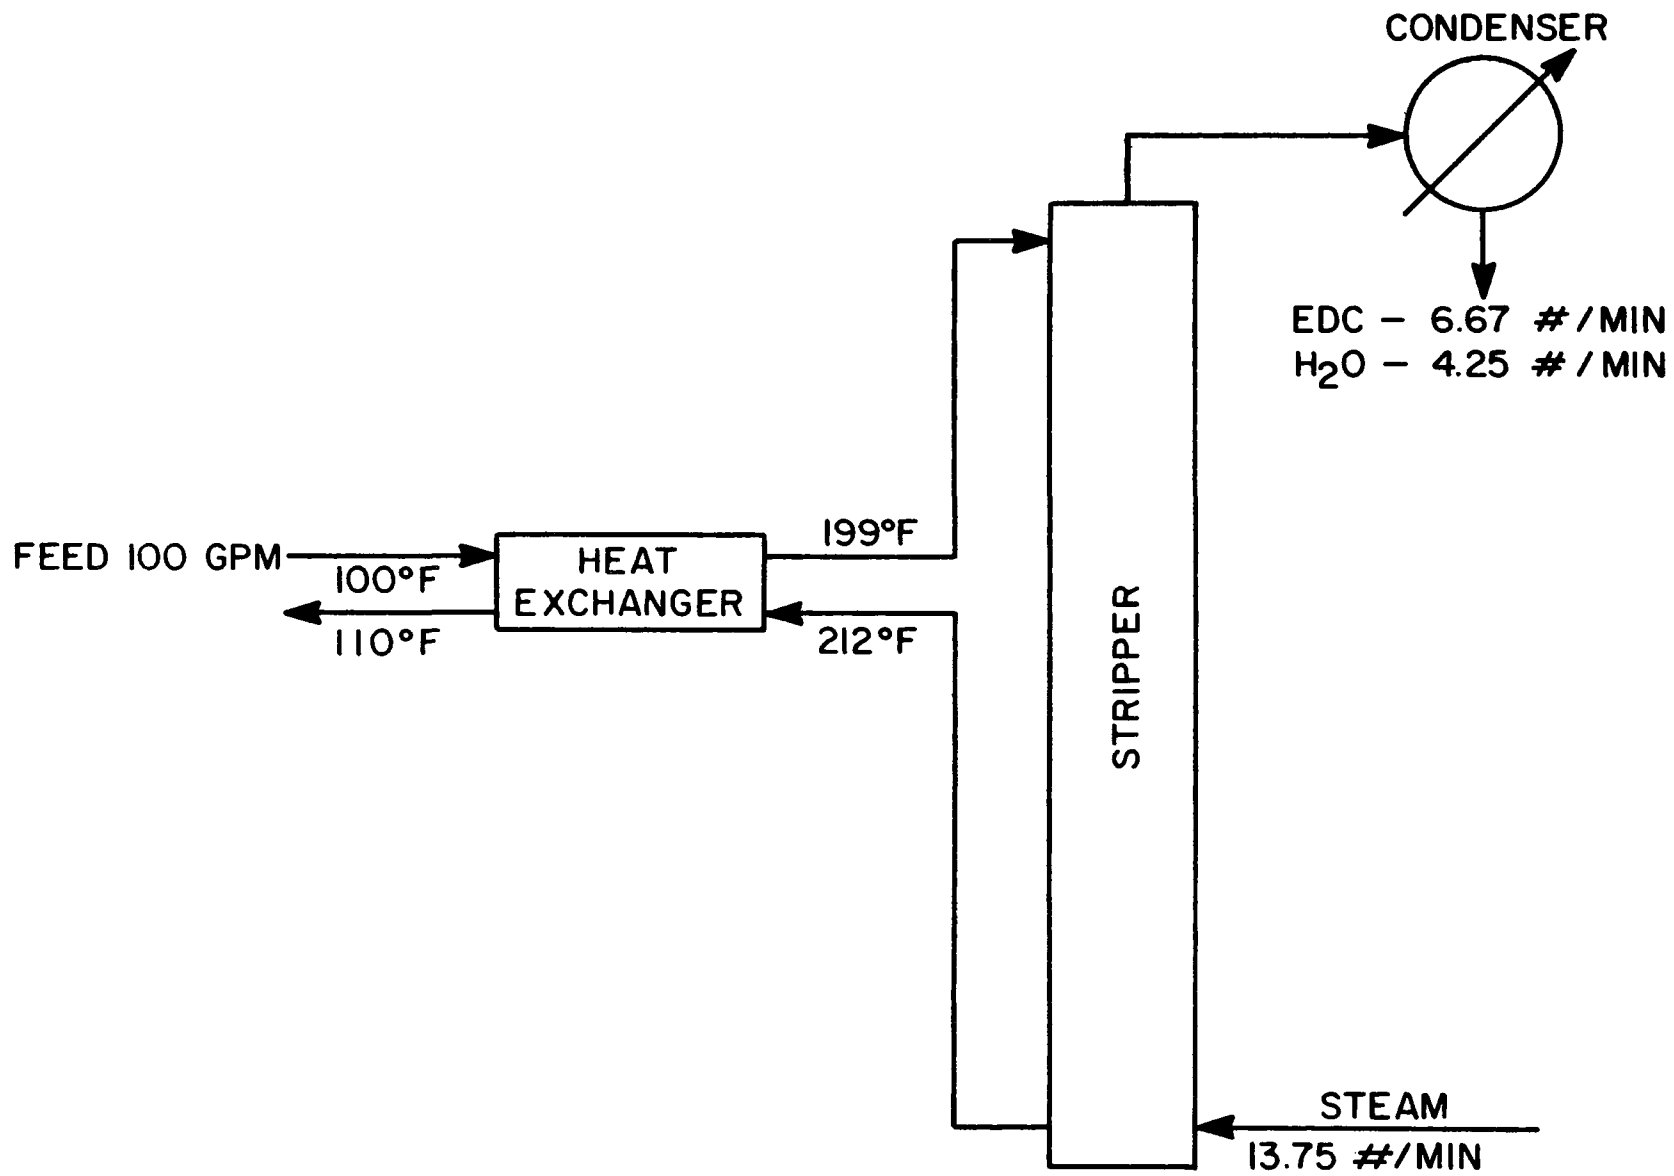 CONDENSER
EDC – 6.67 #/MIN
H₂O – 4.25 #/MIN
FEED 100 GPM
100°F
110°F
HEAT
EXCHANGER
199°F
212°F
STRIPPER
STEAM
13.75 #/MIN